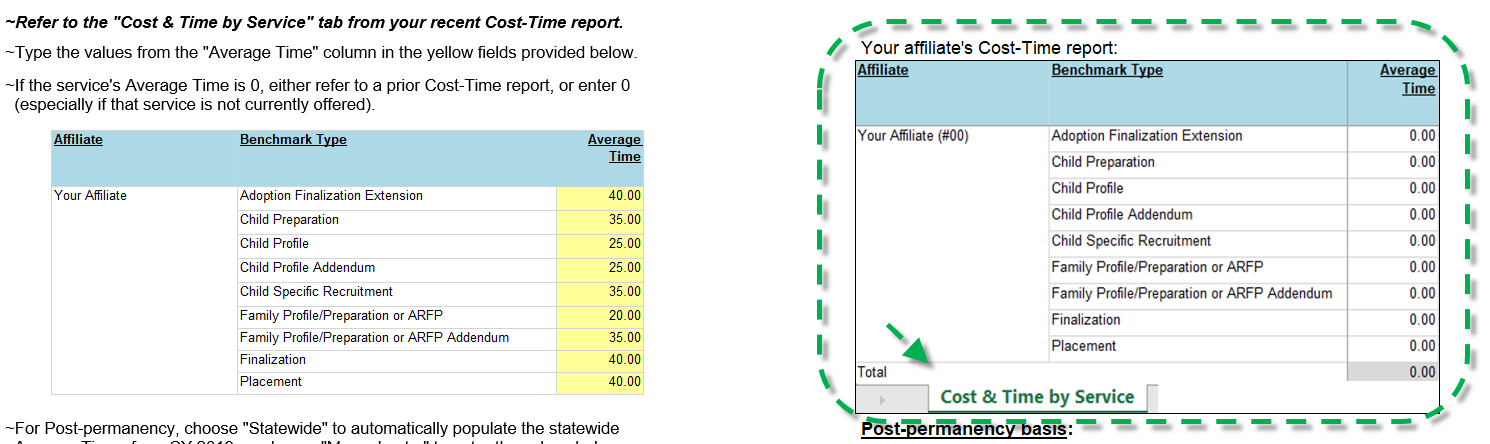 ~Refer to the "Cost & Time by Service" tab from your recent Cost-Time report.
~Type the values from the "Average Time" column in the yellow fields provided below.
~If the service's Average Time is 0, either refer to a prior Cost-Time report, or enter 0
(especially if that service is not currently offered).
Affiliate Benchmark Type Average
Time
Your Affiliate Adoption Finalization Extension 40.00
Child Preparation 35.00
Child Profile 25.00
Child Profile Addendum 25.00
Child Specific Recruitment 35.00
Family Profile/Preparation or ARFP 20.00
Family Profile/Preparation or ARFP Addendum 35.00
Finalization 40.00
Placement 40.00
~For Post-permanency, choose "Statewide" to automatically populate the statewide
Your affiliate's Cost-Time report:
Affiliate Benchmark Type Average
Time
Your Affiliate (#00) Adoption Finalization Extension 0.00
Child Preparation 0.00
Child Profile 0.00
Child Profile Addendum 0.00
Child Specific Recruitment 0.00
Family Profile/Preparation or ARFP 0.00
Family Profile/Preparation or ARFP Addendum 0.00
Finalization 0.00
Placement 0.00
Total 0.00
Cost & Time by Service
Post-permanency basis: